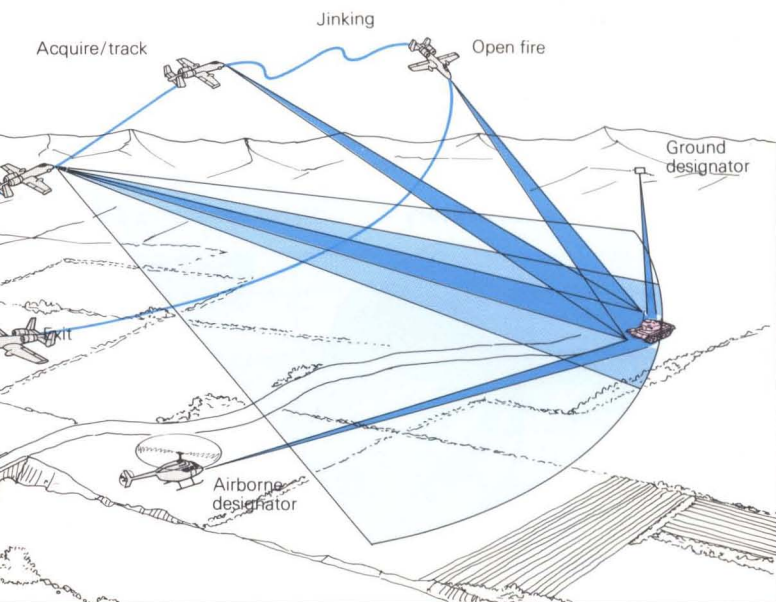 Jinking
Acquire/track
Open fire
Ground
designator
Exit
Airborne
designator